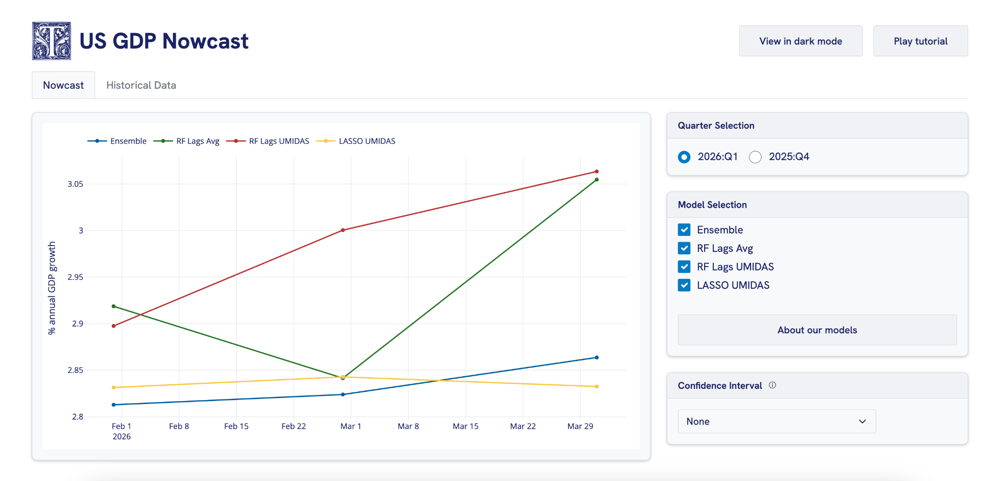 US GDP Nowcast
View in dark mode
Play tutorial
Nowcast
Historical Data
Ensemble
RF Lags Avg
RF Lags UMIDAS
LASSO UMIDAS
% annual GDP growth
3.05
3
2.95
2.9
2.85
2.8
Feb 1
2026
Feb 8
Feb 15
Feb 22
Mar 1
Mar 8
Mar 15
Mar 22
Mar 29
Quarter Selection
2026:Q1
2025:Q4
Model Selection
Ensemble
RF Lags Avg
RF Lags UMIDAS
LASSO UMIDAS
About our models
Confidence Interval
None